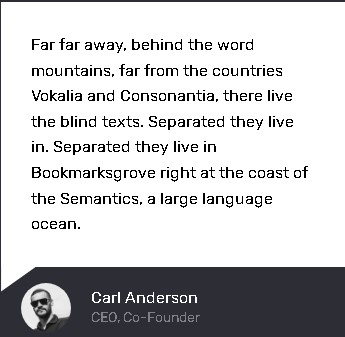 Far far away, behind the word
mountains, far from the countries
Vokalia and Consonantia, there live
the blind texts. Separated they live
in. Separated they live in
Bookmarksgrove right at the coast of
the Semantics, a large language
ocean.
Carl Anderson
CEO, Co-Founder